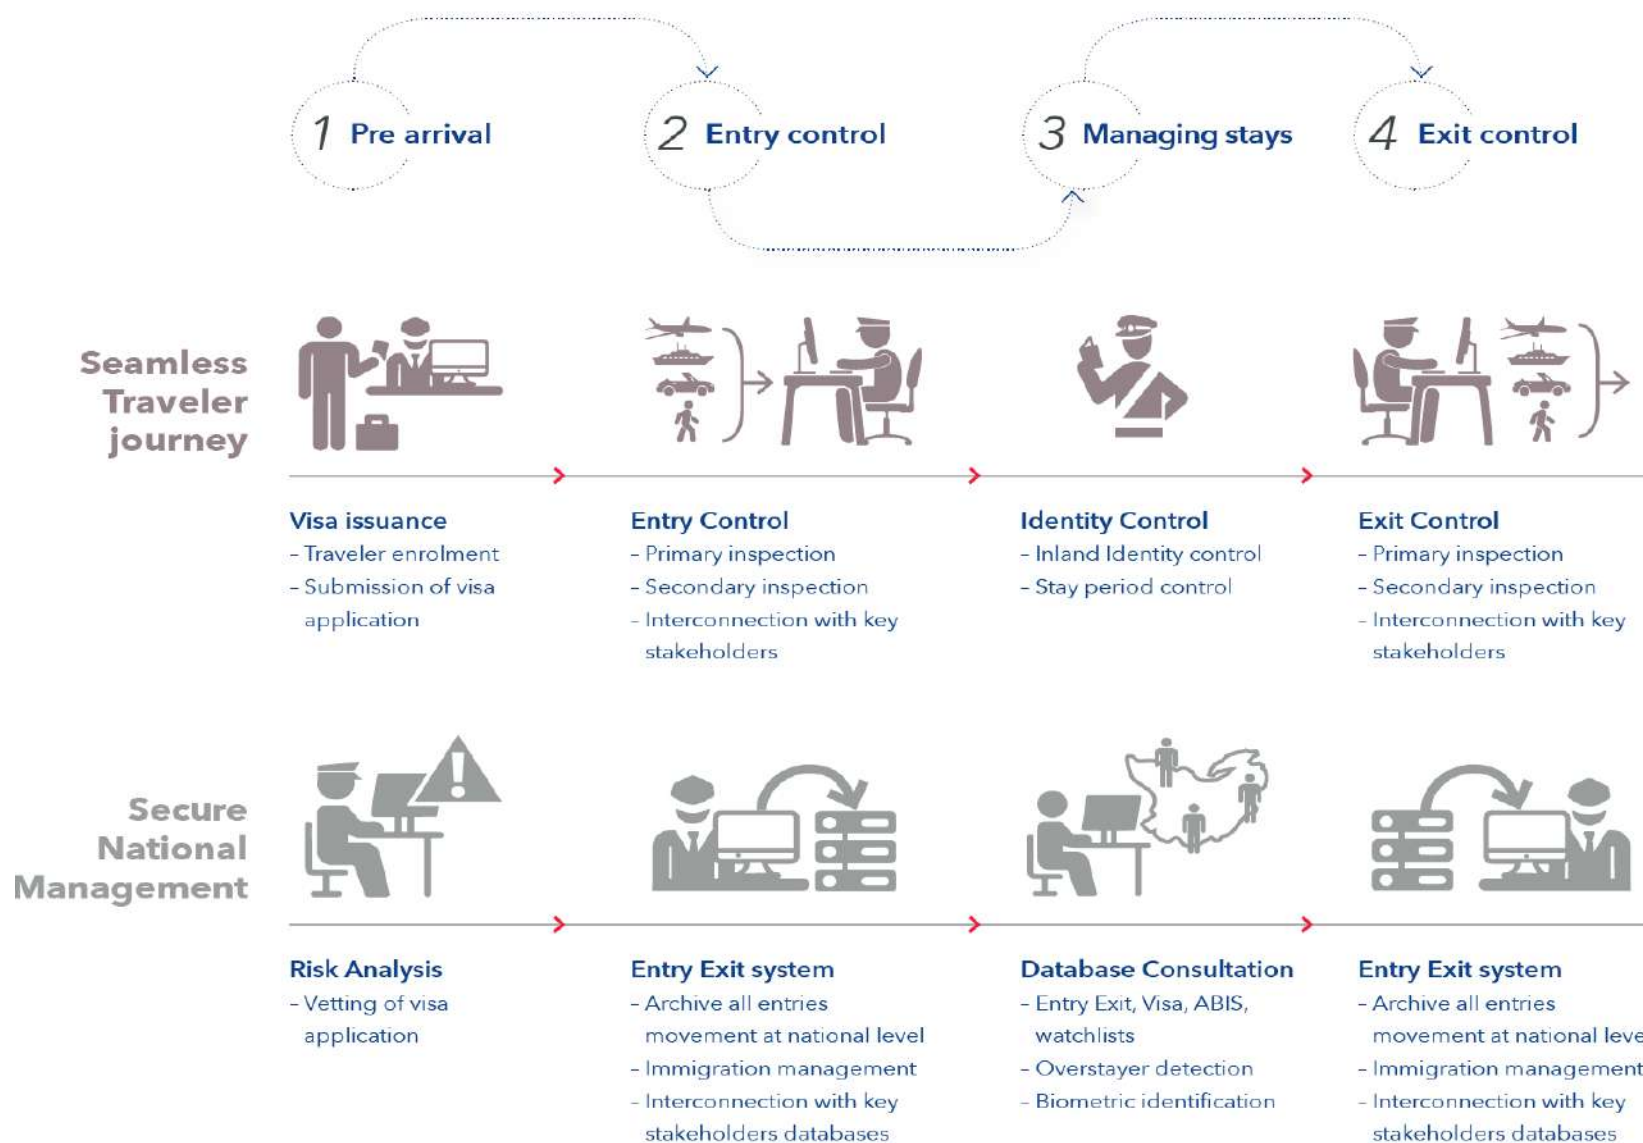 1 Pre arrival
2 Entry control
3 Managing stays
4 Exit control
Seamless
Traveler
journey
Visa issuance
– Traveler enrolment
– Submission of visa
application
Entry Control
– Primary inspection
– Secondary inspection
– Interconnection with key
stakeholders
Identity Control
– Inland Identity control
– Stay period control
Exit Control
– Primary inspection
– Secondary inspection
– Interconnection with key
stakeholders
Secure
National
Management
Risk Analysis
– Vetting of visa
application
Entry Exit system
– Archive all entries
movement at national level
– Immigration management
– Interconnection with key
stakeholders databases
Database Consultation
– Entry Exit, Visa, ABIS,
watchlists
– Overstayer detection
– Biometric identification
Entry Exit system
– Archive all entries
movement at national leve
– Immigration management
– Interconnection with key
stakeholders databases